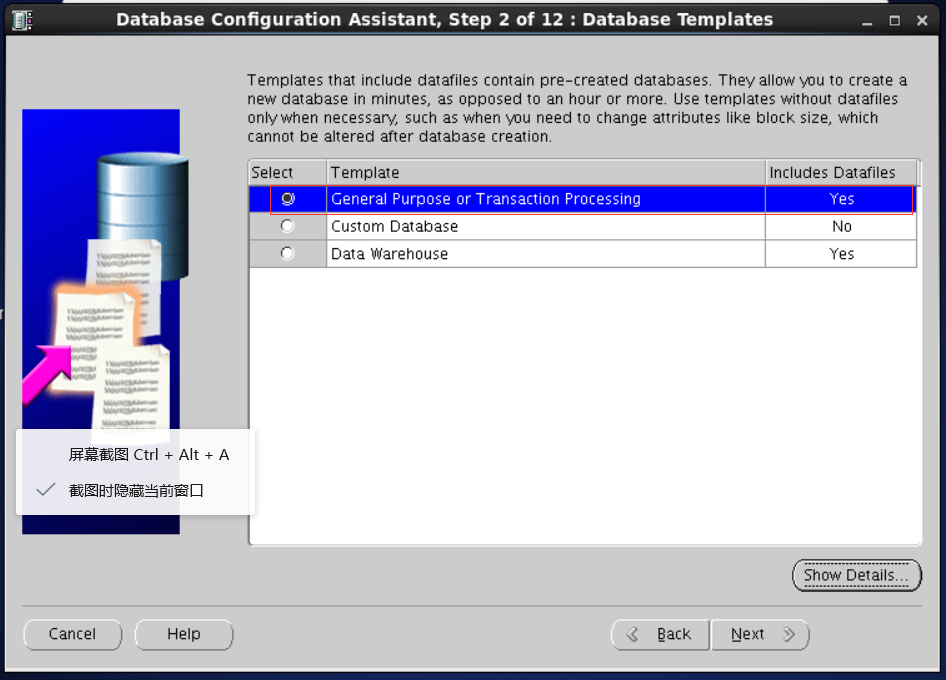 Database Configuration Assistant, Step 2 of 12 : Database Templates
Templates that include datafiles contain pre-created databases. They allow you to create a
new database in minutes, as opposed to an hour or more. Use templates without datafiles
only when necessary, such as when you need to change attributes like block size, which
cannot be altered after database creation.
Select Template Includes Datafiles
General Purpose or Transaction Processing Yes
Custom Database No
Data Warehouse Yes
屏幕截图 Ctrl + Alt + A
截图时隐藏当前窗口
Show Details...
Cancel Help Back Next